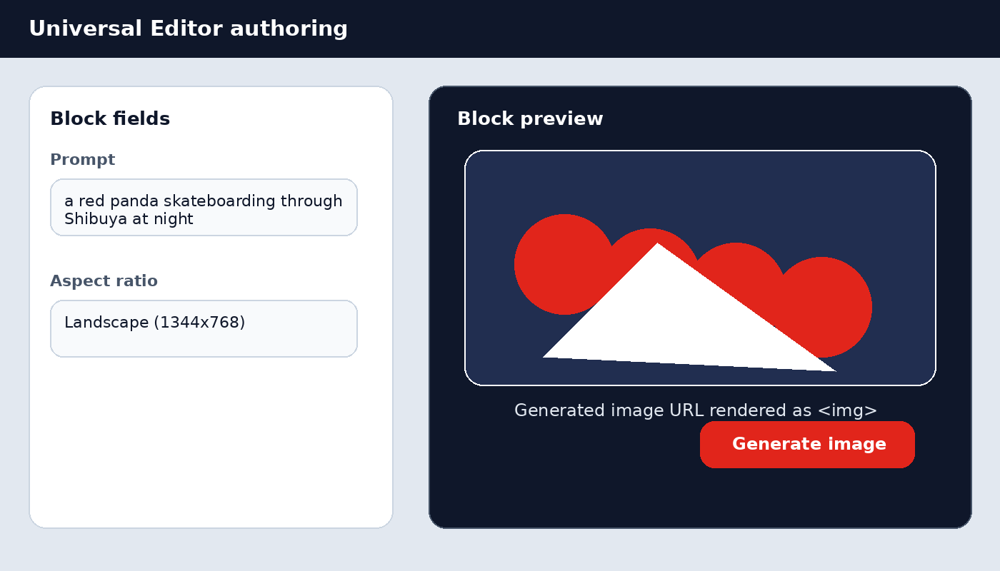 Universal Editor authoring
Block fields
Prompt
a red panda skateboarding through
Shibuya at night
Aspect ratio
Landscape (1344x768)
Block preview
Generated image URL rendered as <img>
Generate image